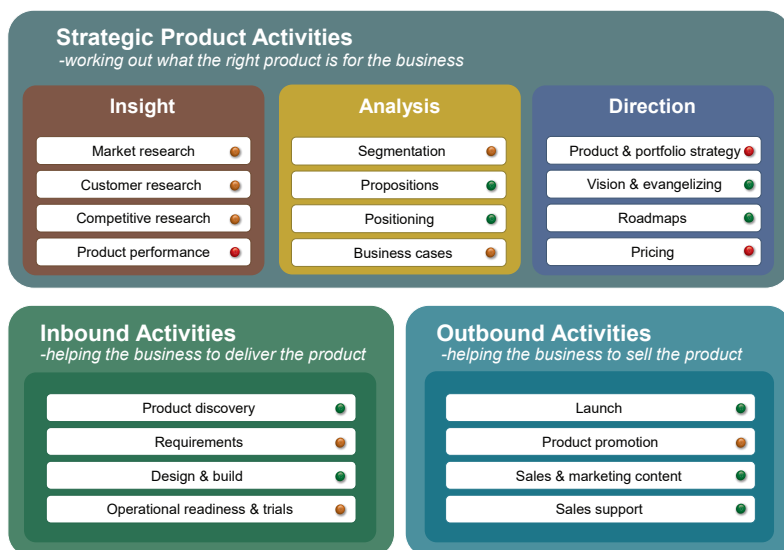 Strategic Product Activities
-working out what the right product is for the business
Insight
Market research
Customer research
Competitive research
Product performance
Analysis
Segmentation
Propositions
Positioning
Business cases
Direction
Product & portfolio strategy
Vision & evangelizing
Roadmaps
Pricing
Inbound Activities
-helping the business to deliver the product
Product discovery
Requirements
Design & build
Operational readiness & trials
Outbound Activities
-helping the business to sell the product
Launch
Product promotion
Sales & marketing content
Sales support